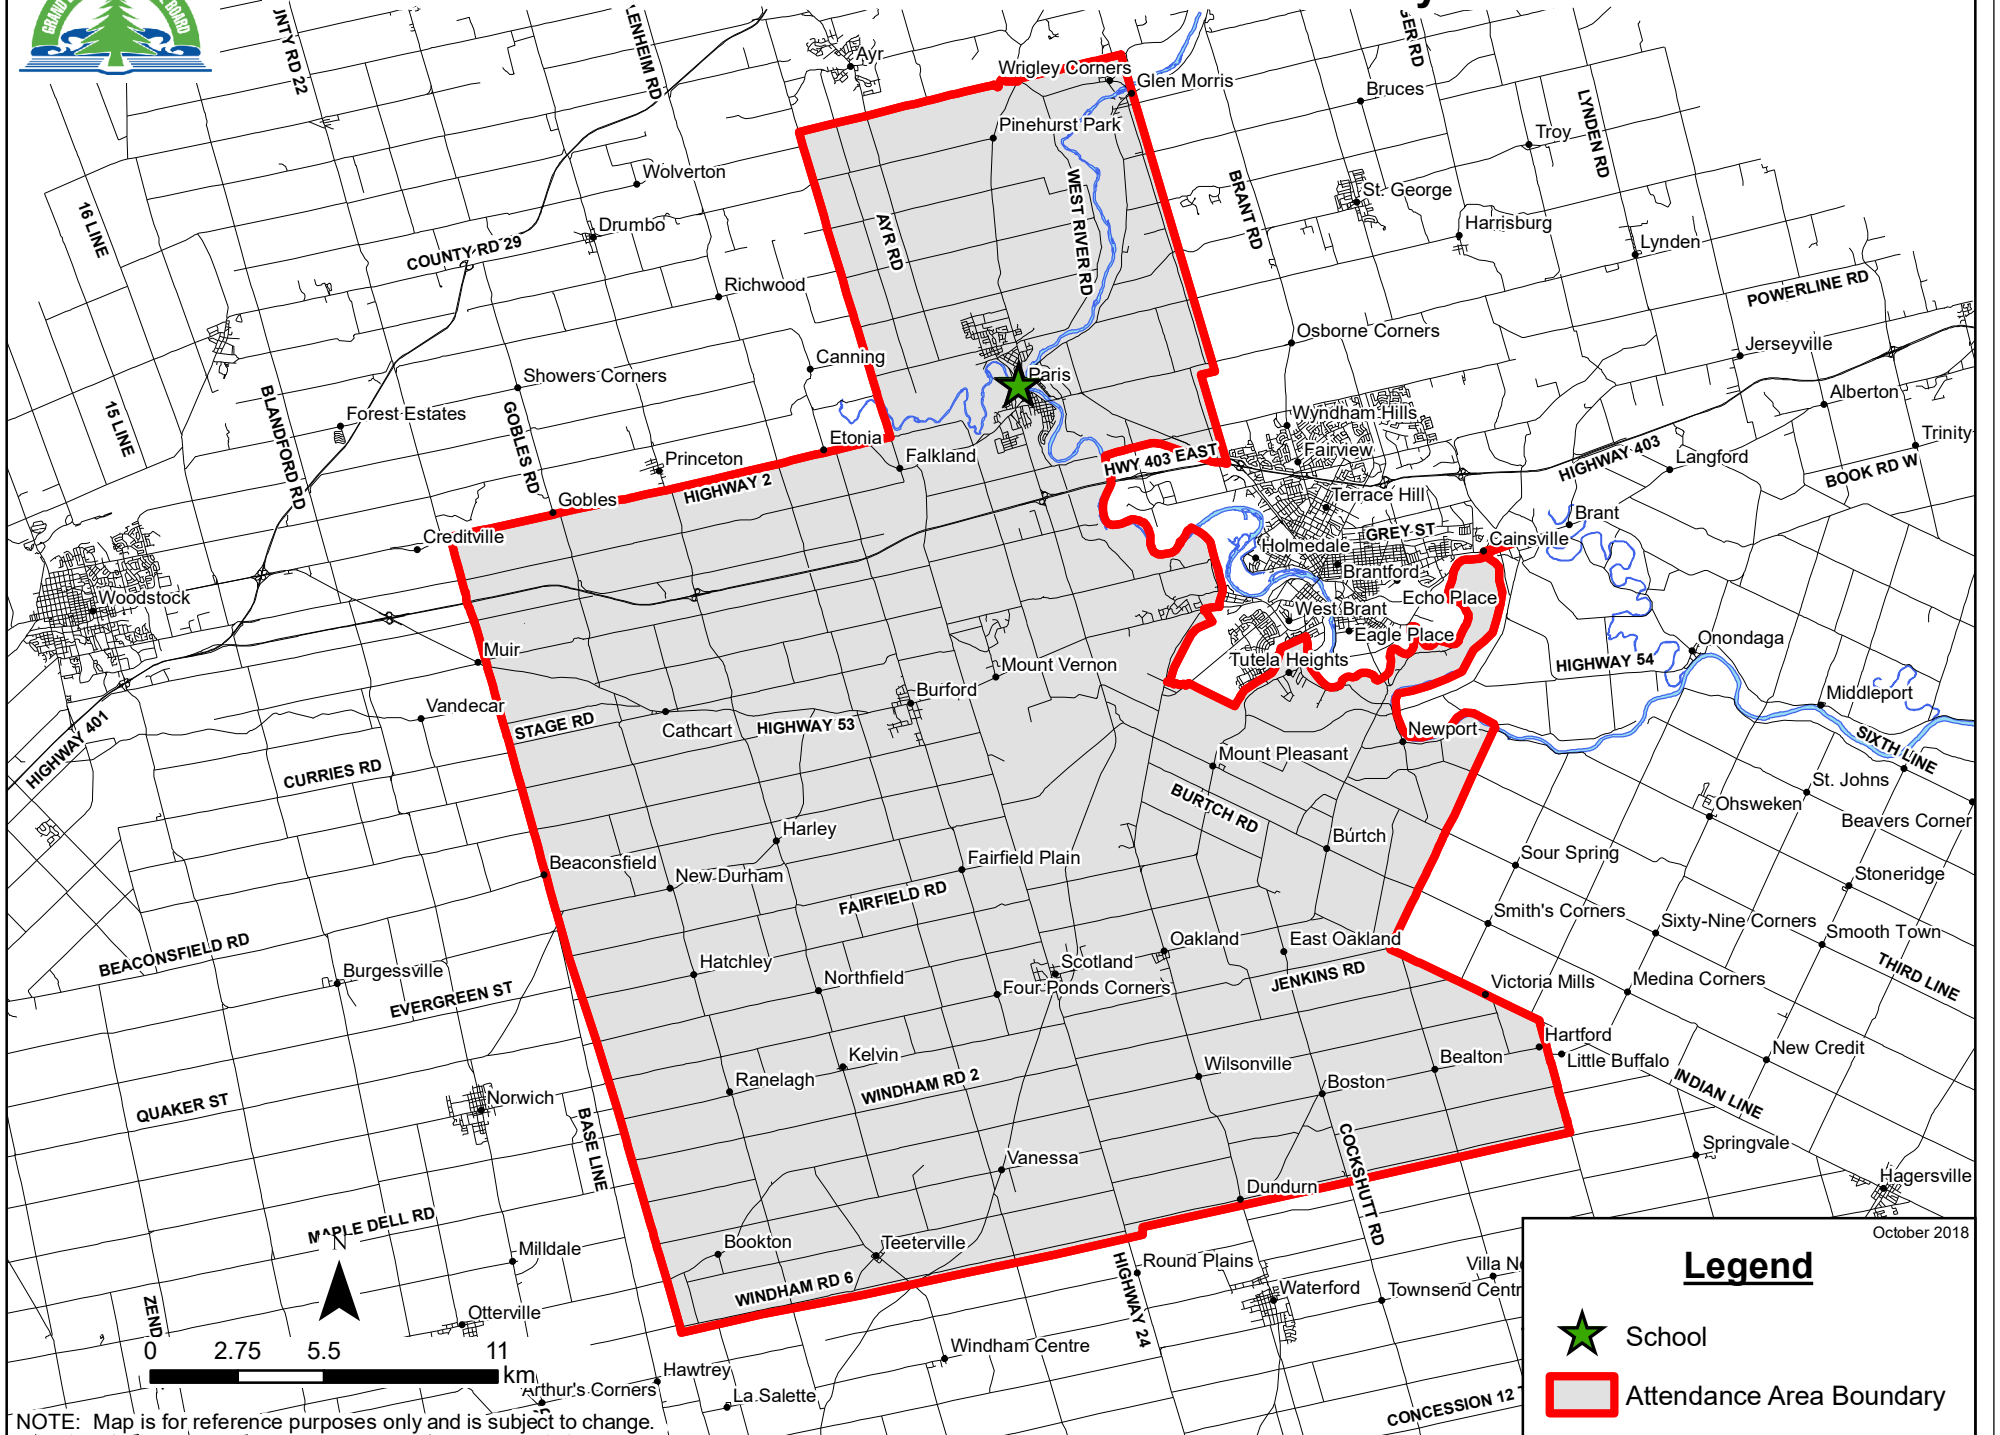 GRAND
BOARD
LENHEIM RD
Ayr
Wrigley Corners
Glen Morris
Bruces
LYNDEN RD
Pinehurst Park
Troy
Wolverton
WEST RIVER RD
BRANT RD
St. George
16 LINE
Drumbo
AYR RD
Harrisburg
Lynden
COUNTY RD 29
Richwood
POWERLINE RD
Osborne Corners
Canning
Jerseyville
Showers Corners
Paris
Alberton
15 LINE
BLANDFORD RD
Forest Estates
GOBLES RD
Wyndham Hills
Etonia
Trinity
Princeton
Falkland
HWY 403 EAST
Fairview
HIGHWAY 403
Langford
BOOK RD W
HIGHWAY 2
Gobles
Terrace Hill
Brant
Creditville
GREY ST
Cainsville
Holmedale
Brantford
Woodstock
Echo Place
West Brant
Eagle Place
Onondaga
Muir
Mount Vernon
Tutela Heights
HIGHWAY 54
Burford
Middleport
Vandecar
STAGE RD
Cathcart
HIGHWAY 53
Newport
SIXTH LINE
HIGHWAY 401
CURRIES RD
Mount Pleasant
St. Johns
BURTCH RD
Ohsweken
Beavers Corner
Harley
Burtch
Beaconsfield
New Durham
Fairfield Plain
Sour Spring
Stoneridge
FAIRFIELD RD
Smith's Corners
Sixty-Nine Corners
Smooth Town
BEACONSFIELD RD
Oakland
East Oakland
Burgessville
Hatchley
Northfield
Scotland
Four Ponds Corners
JENKINS RD
Victoria Mills
Medina Corners
THIRD LINE
EVERGREEN ST
Hartford
Kelvin
Wilsonville
Bealton
Little Buffalo
New Credit
Ranelagh
WINDHAM RD 2
Boston
INDIAN LINE
QUAKER ST
Norwich
BASE LINE
COCKSHUTT RD
Springvale
Vanessa
Hagersville
Dundurn
MAPLE DELL RD
N
Milldale
Bookton
Teeterville
October 2018
HIGHWAY 24
Round Plains
Legend
WINDHAM RD 6
Waterford
Townsend Centr
ZEND
Otterville
School
0 2.75 5.5 11
km
Windham Centre
Hawtrey
Arthur's Corners
La Salette
CONCESSION 12
Attendance Area Boundary
NOTE: Map is for reference purposes only and is subject to change.